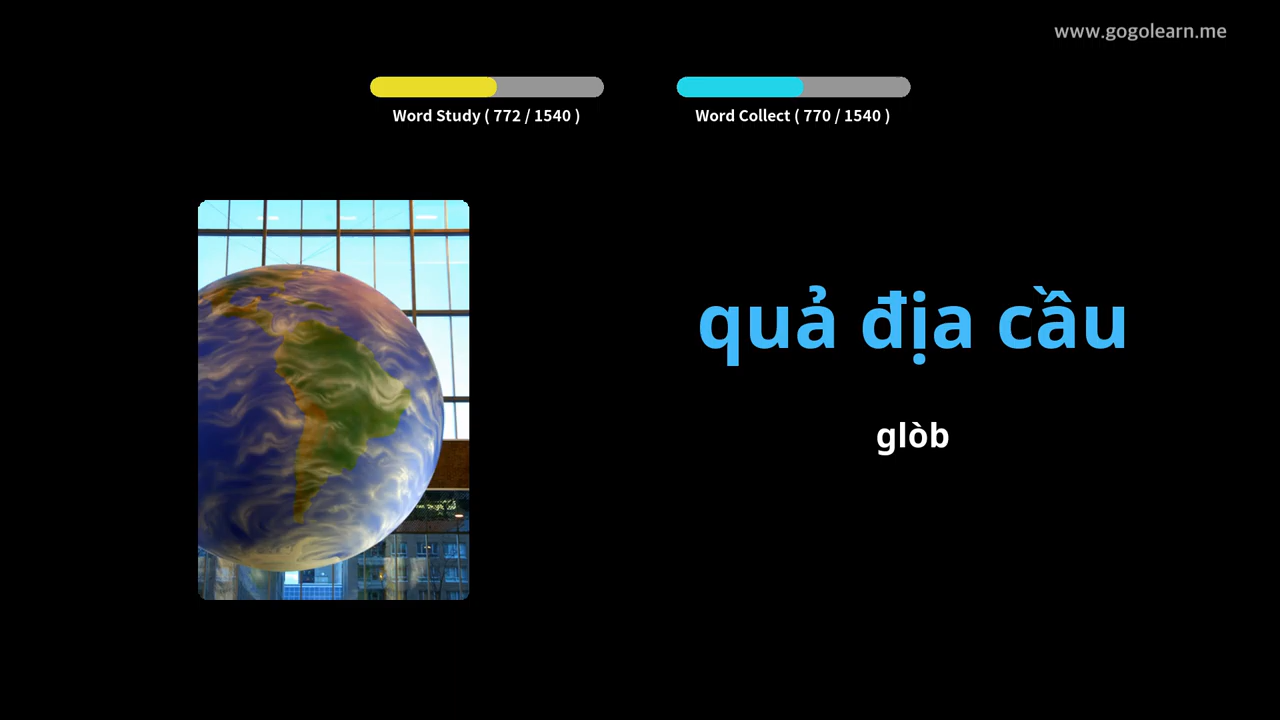 www.gogolearn.me
Word Study ( 772 / 1540 )
Word Collect ( 770 / 1540 )
quả địa cầu
glòb